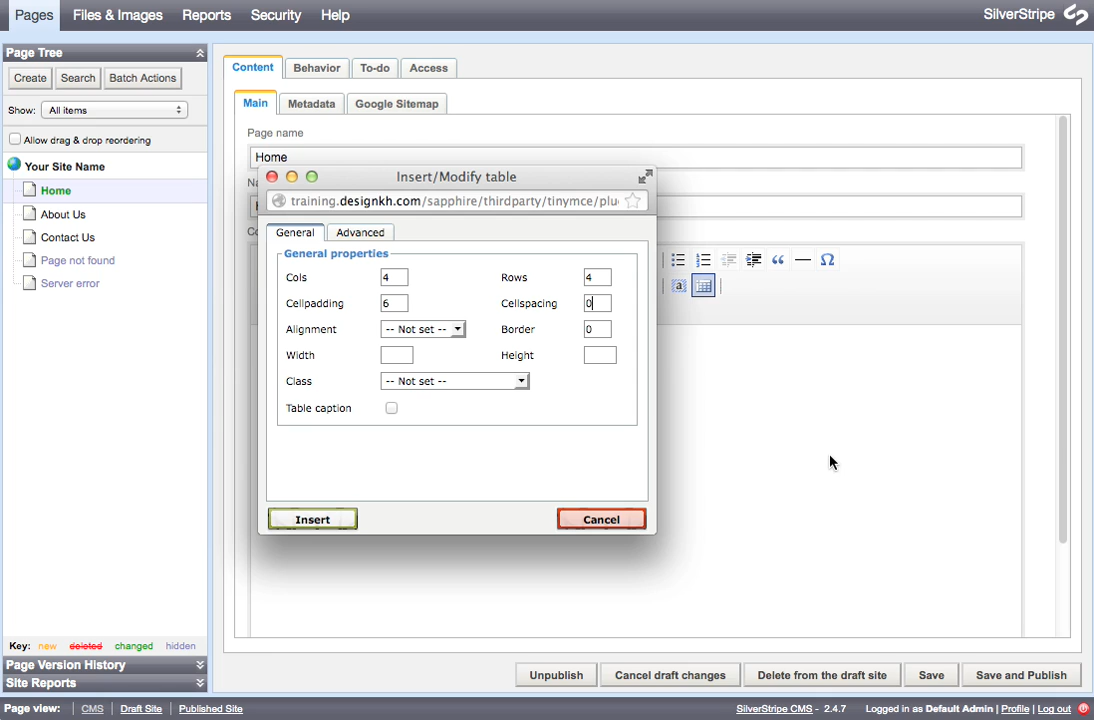 Pages Files & Images Reports Security Help SilverStripe
Page Tree
Create Search Batch Actions
Show: All items
Allow drag & drop reordering
Your Site Name
Home
About Us
Contact Us
Page not found
Server error
Key: new deleted changed hidden
Page Version History
Site Reports
Content Behavior To-do Access
Main Metadata Google Sitemap
Page name
Home
Insert/Modify table
training.designkh.com/sapphire/thirdparty/tinymce/plu
General Advanced
General properties
Cols 4 Rows 4
Cellpadding 6 Cellspacing 0
Alignment -- Not set -- Border 0
Width Height
Class -- Not set --
Table caption
Insert Cancel
Unpublish Cancel draft changes Delete from the draft site Save Save and Publish
Page view: CMS Draft Site Published Site SilverStripe CMS - 2.4.7 Logged in as Default Admin | Profile | Log out